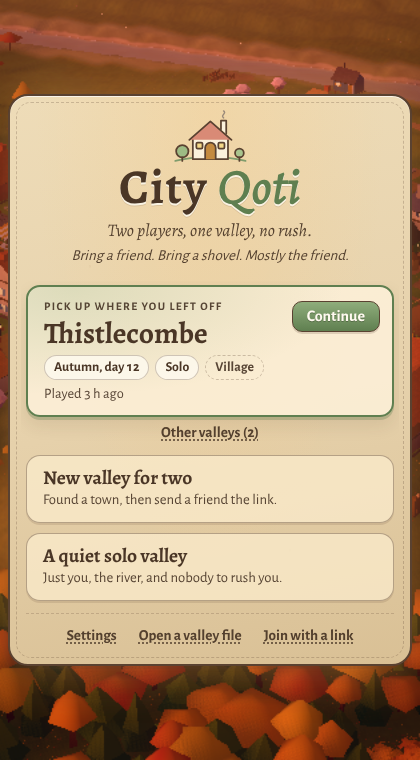 City Qoti
Two players, one valley, no rush.
Bring a friend. Bring a shovel. Mostly the friend.
PICK UP WHERE YOU LEFT OFF
Thistlecombe
Continue
Autumn, day 12
Solo
Village
Played 3 h ago
Other valleys (2)
New valley for two
Found a town, then send a friend the link.
A quiet solo valley
Just you, the river, and nobody to rush you.
Settings
Open a valley file
Join with a link